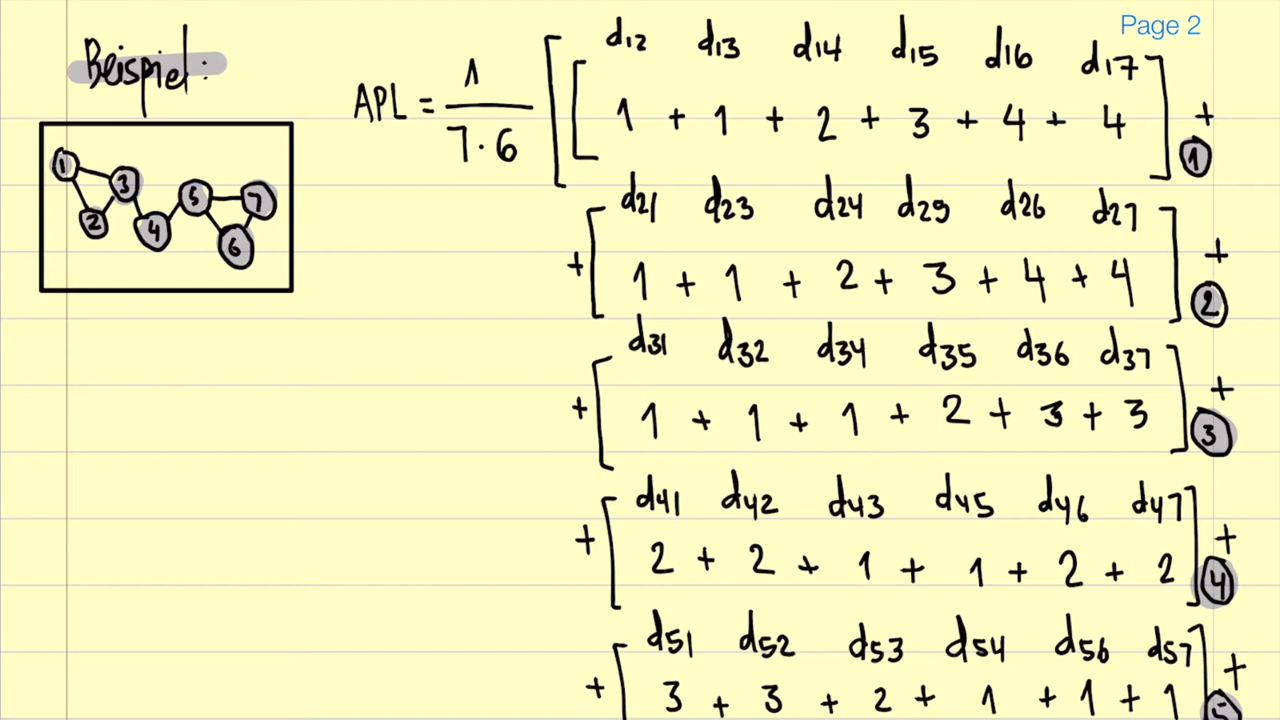 Page 2
Beispiel:
d12 d13 d14 d15 d16 d17
APL = 1/(7·6) [[1 + 1 + 2 + 3 + 4 + 4] + 1
d21 d23 d24 d25 d26 d27
+[1 + 1 + 2 + 3 + 4 + 4] + 2
d31 d32 d34 d35 d36 d37
+[1 + 1 + 1 + 2 + 3 + 3] + 3
d41 d42 d43 d45 d46 d47
+[2 + 2 + 1 + 1 + 2 + 2] + 4
d51 d52 d53 d54 d56 d57
+[3 + 3 + 2 + 1 + 1 + 1 + 5
1 3 5 7
2 4 6